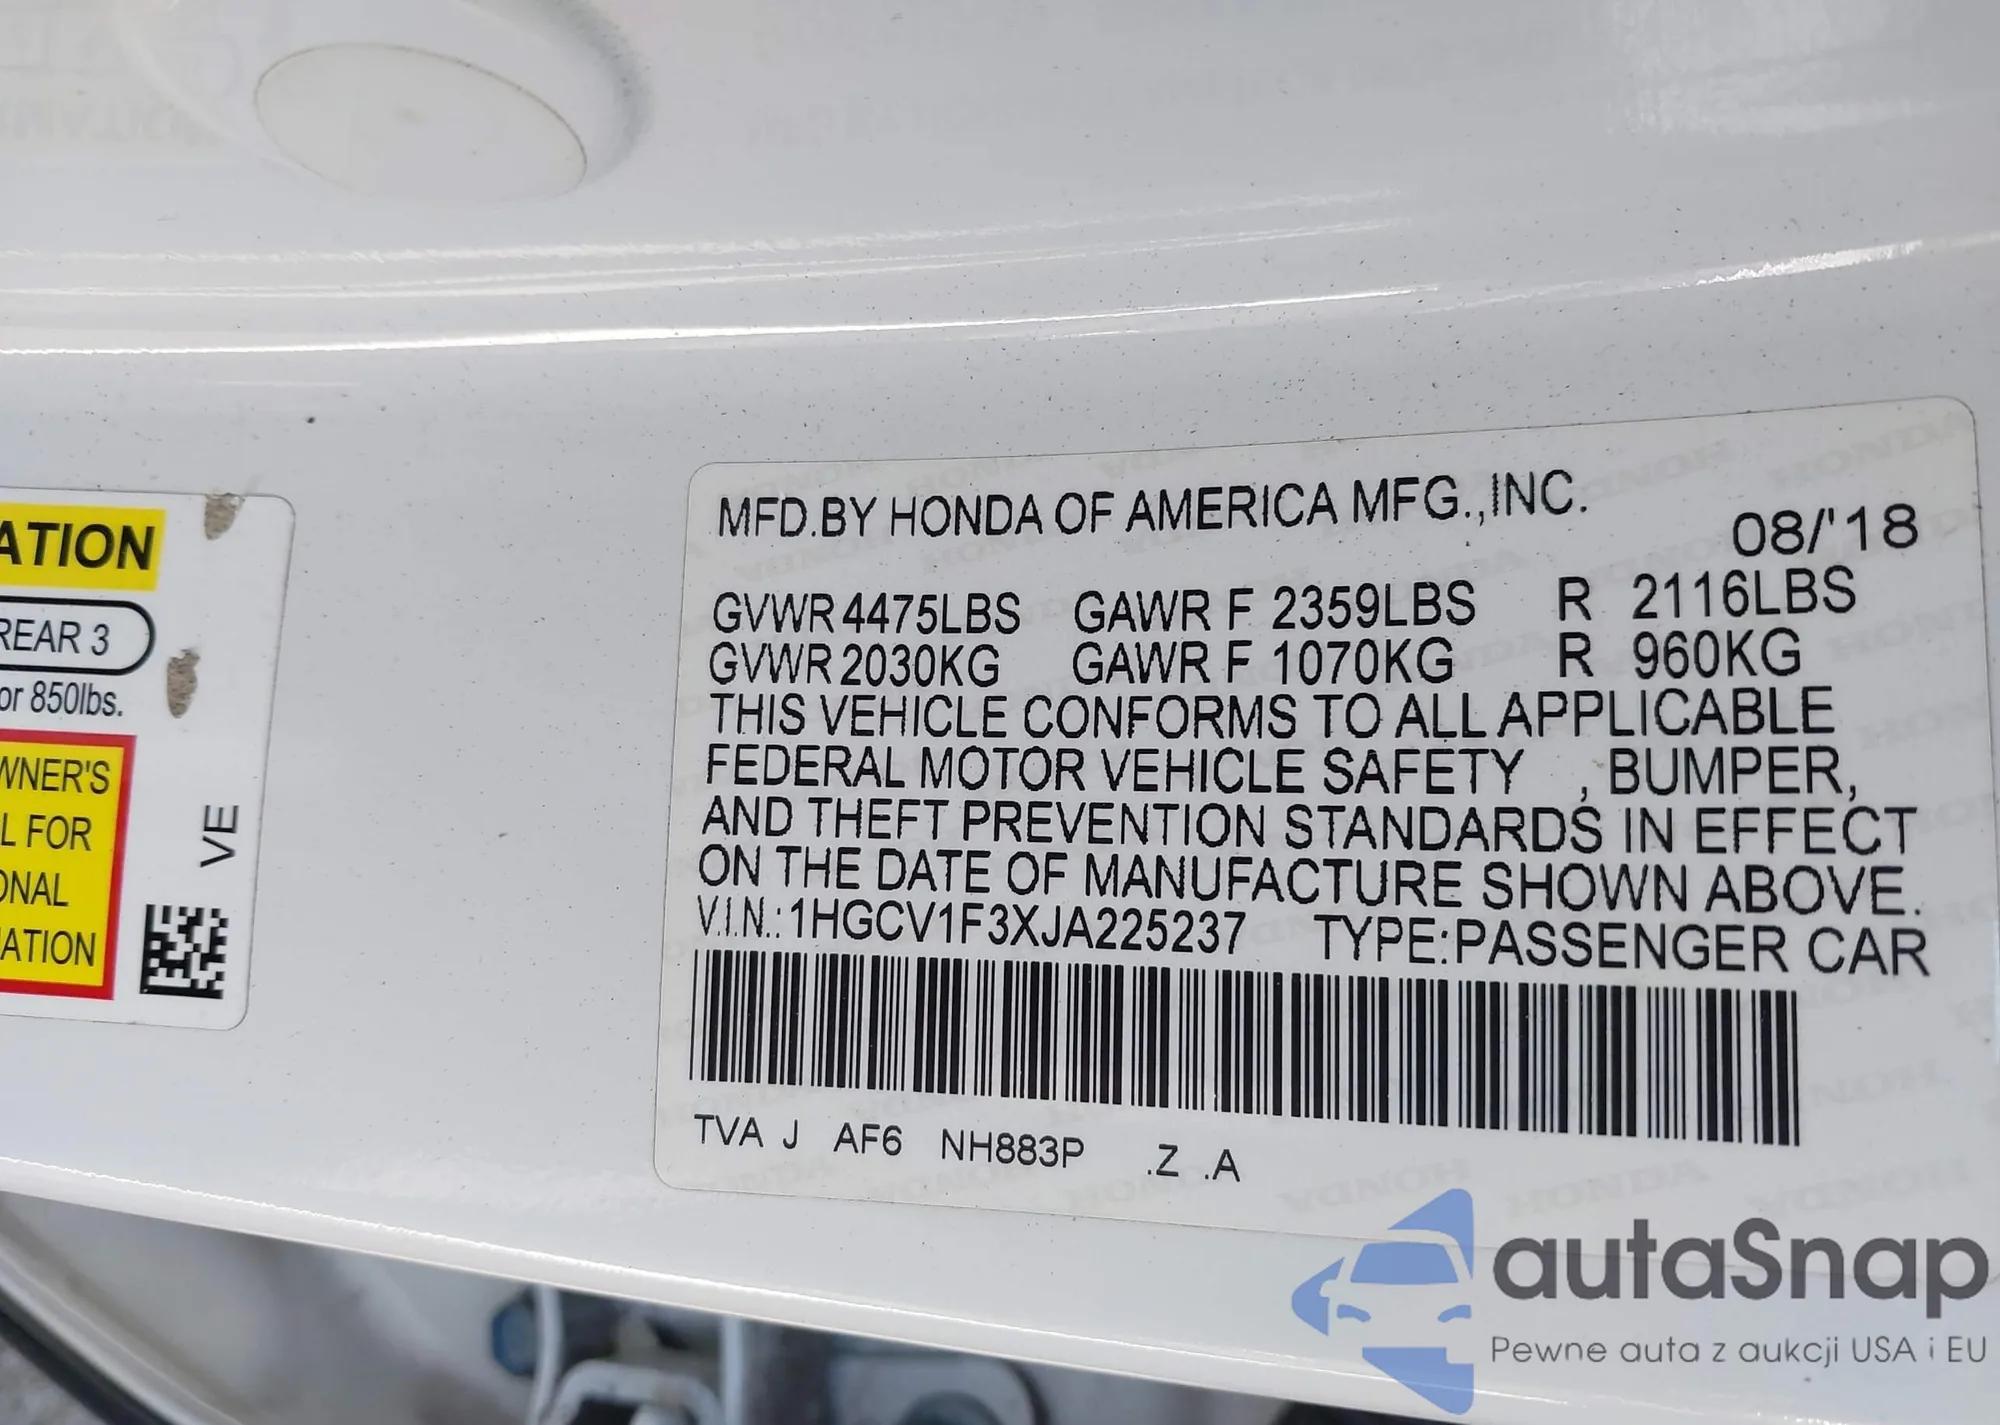 ATION
REAR 3
or 850lbs.
WNER'S
L FOR
ONAL
ATION
VE
MFD.BY HONDA OF AMERICA MFG.,INC.
08/'18
GVWR 4475LBS GAWR F 2359LBS R 2116LBS
GVWR 2030KG GAWR F 1070KG R 960KG
THIS VEHICLE CONFORMS TO ALL APPLICABLE
FEDERAL MOTOR VEHICLE SAFETY , BUMPER,
AND THEFT PREVENTION STANDARDS IN EFFECT
ON THE DATE OF MANUFACTURE SHOWN ABOVE.
V.I.N.: 1HGCV1F3XJA225237 TYPE:PASSENGER CAR
TVA J AF6 NH883P .Z .A
autaSnap
Pewne auta z aukcji USA i EU